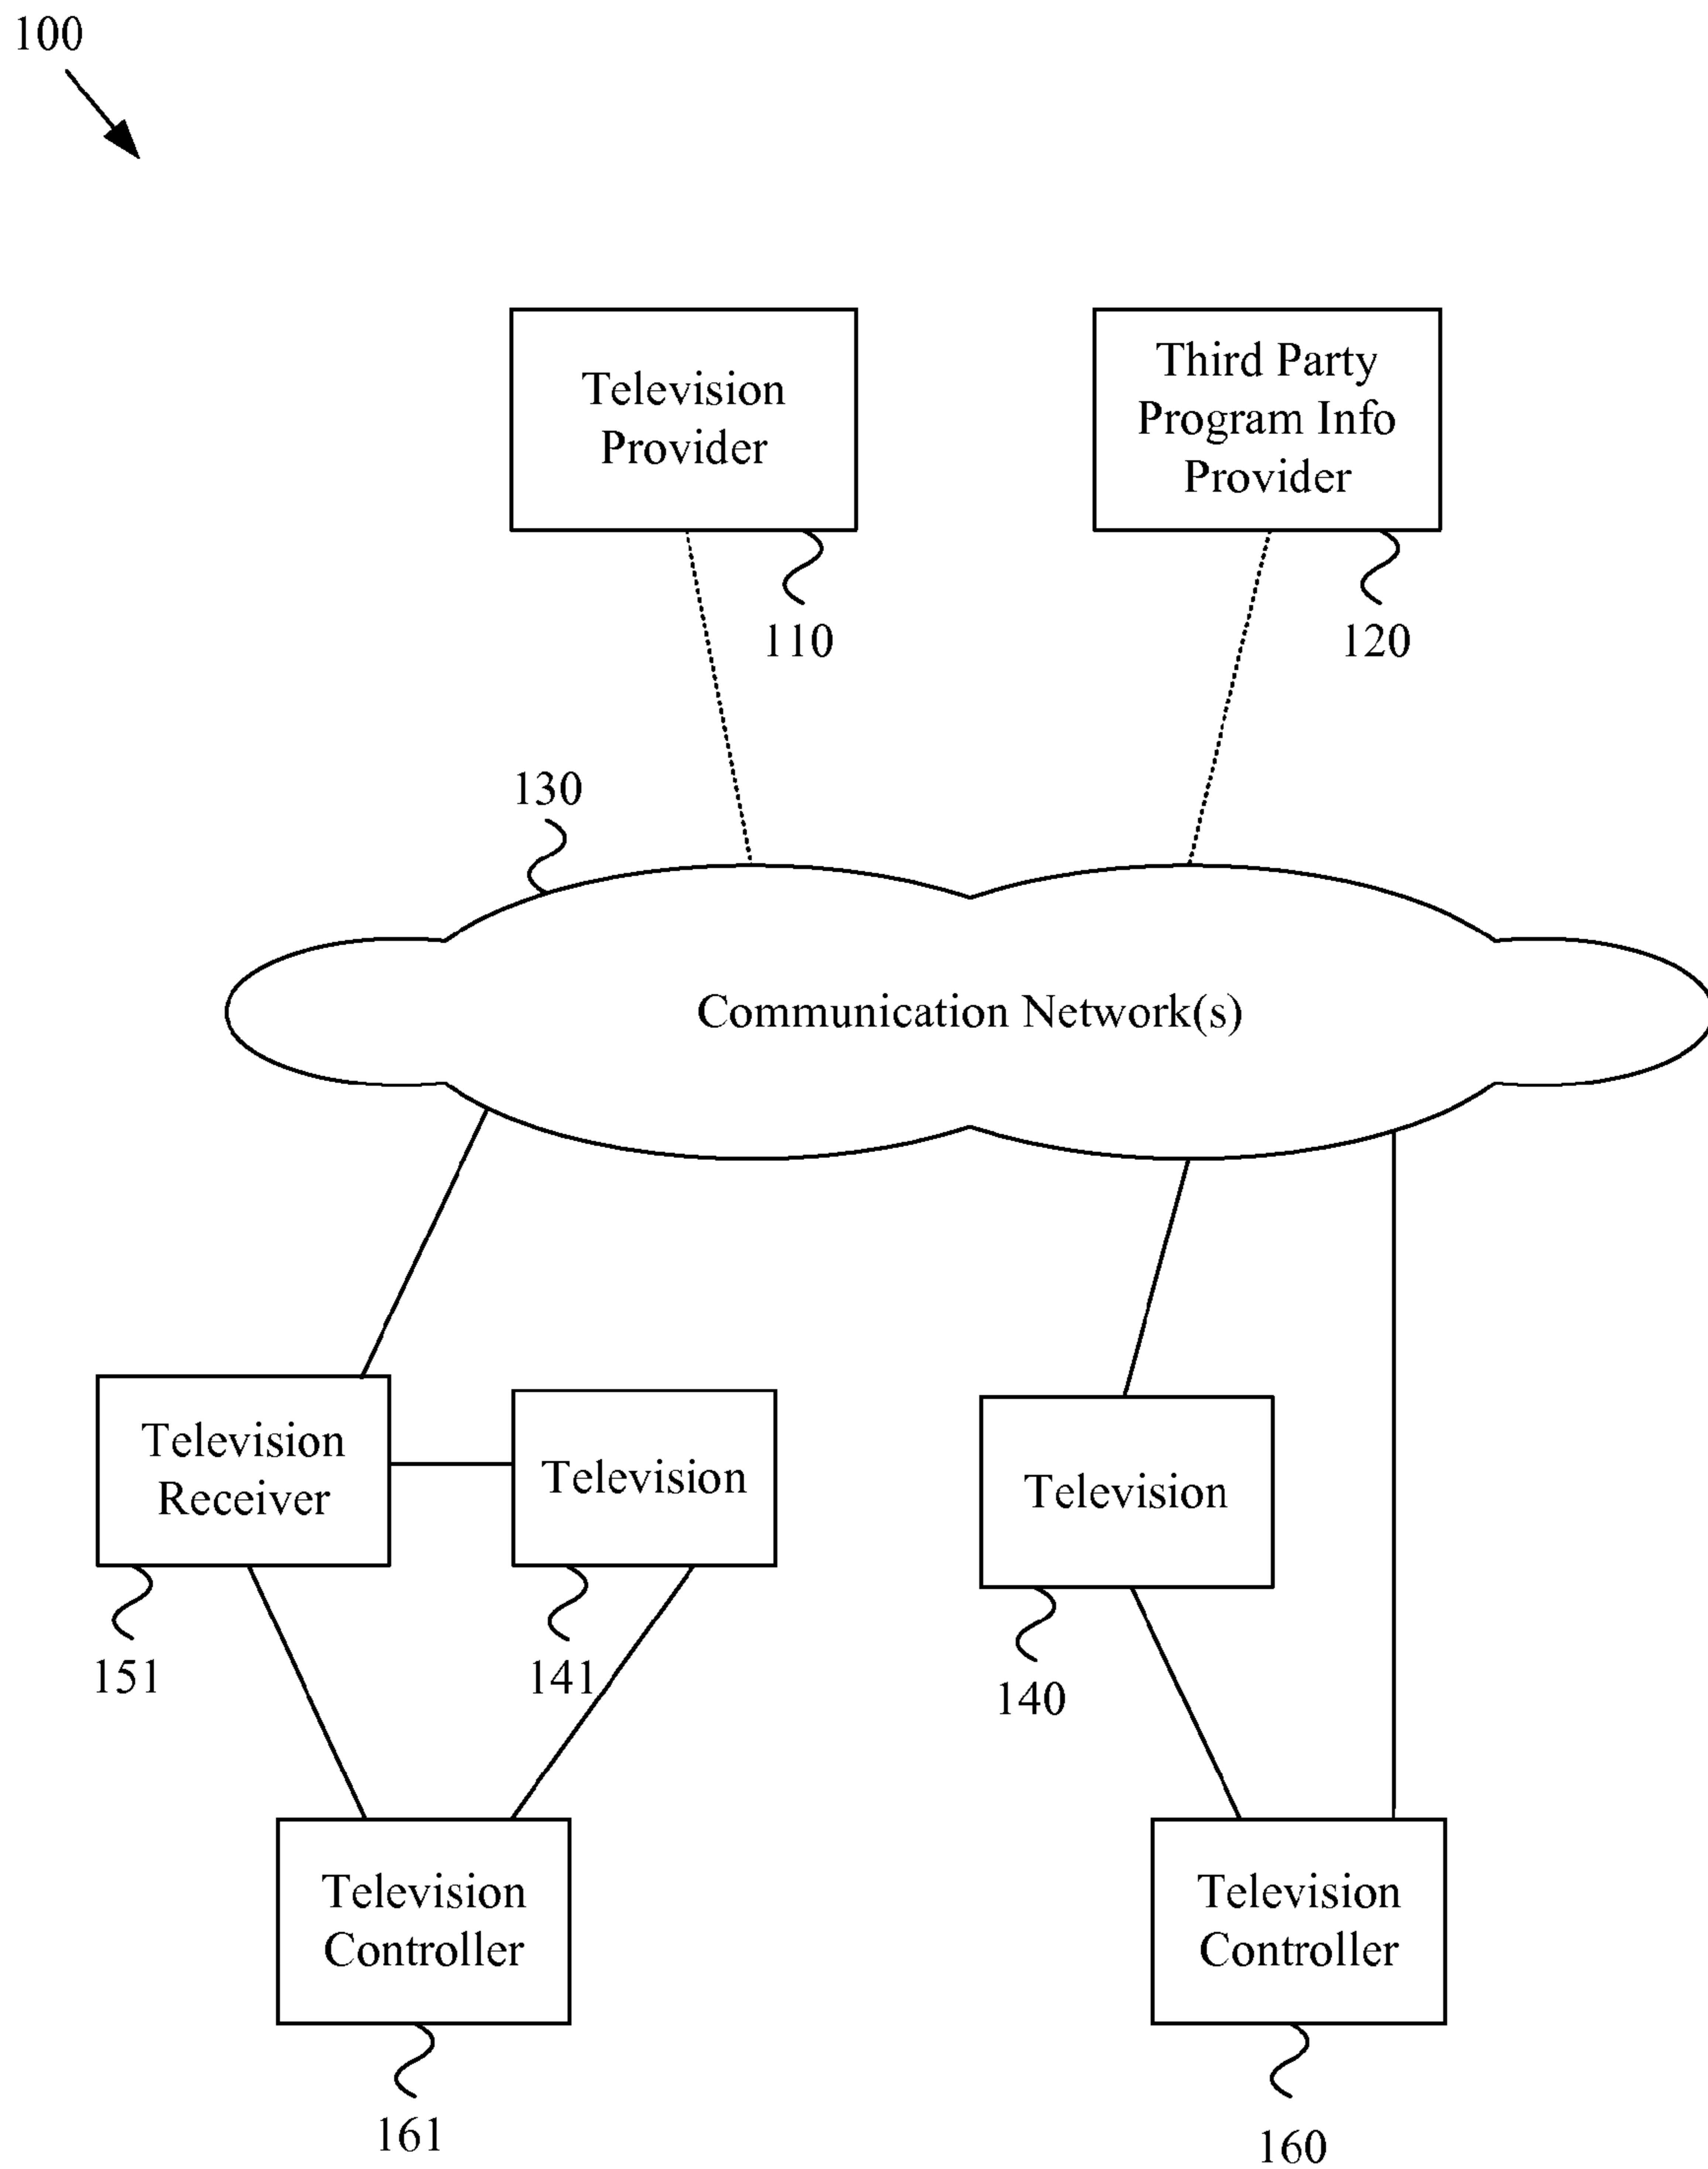 100
Television
Provider
Third Party
Program Info
Provider
110
120
130
Communication Network(s)
Television
Receiver
Television
Television
151
141
140
Television
Controller
Television
Controller
161
160